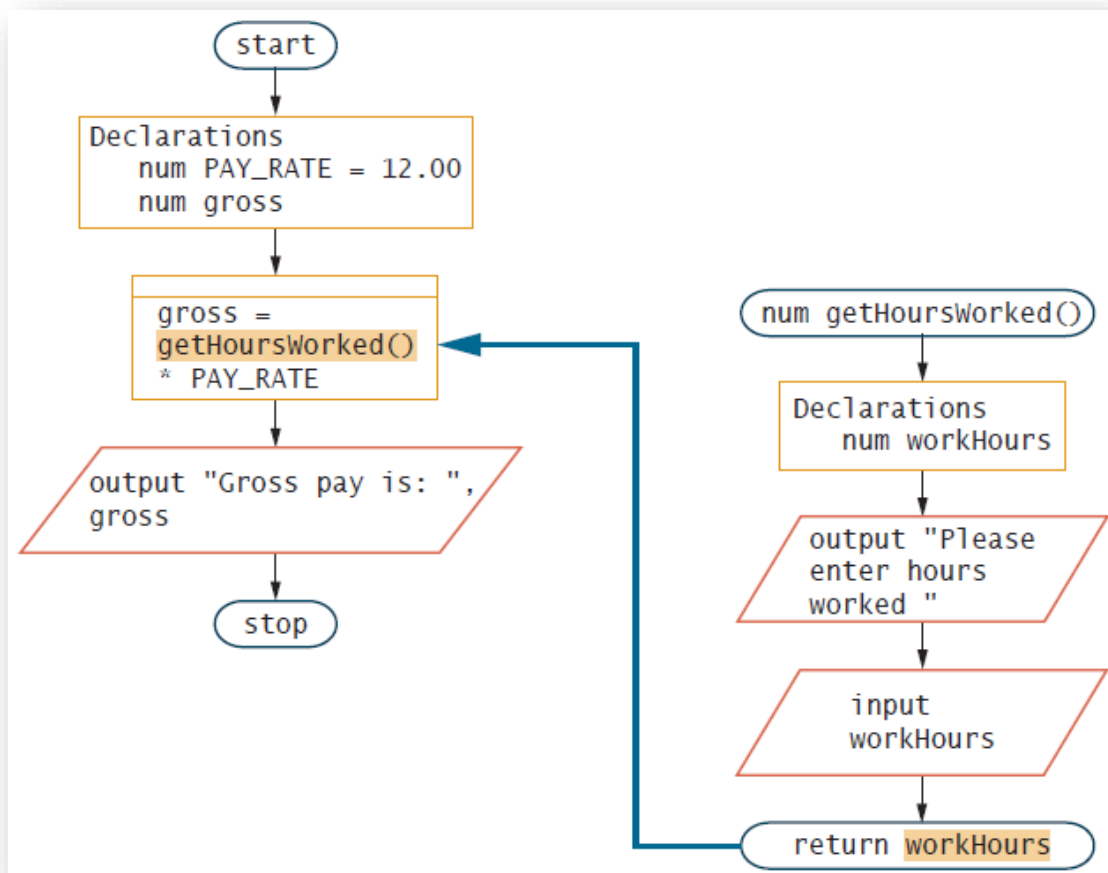 start
Declarations
num PAY_RATE = 12.00
num gross
gross =
getHoursWorked()
* PAY_RATE
output "Gross pay is: ",
gross
stop
num getHoursWorked()
Declarations
num workHours
output "Please
enter hours
worked "
input
workHours
return workHours